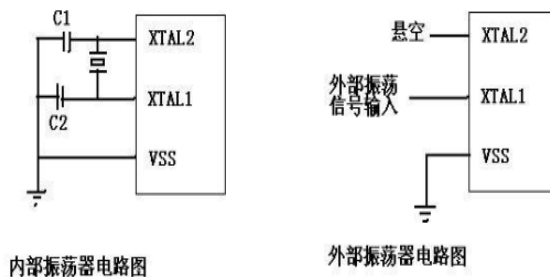 C1
XTAL2
C2
XTAL1
VSS
内部振荡器电路图
悬空
XTAL2
外部振荡
信号输入
XTAL1
VSS
外部振荡器电路图